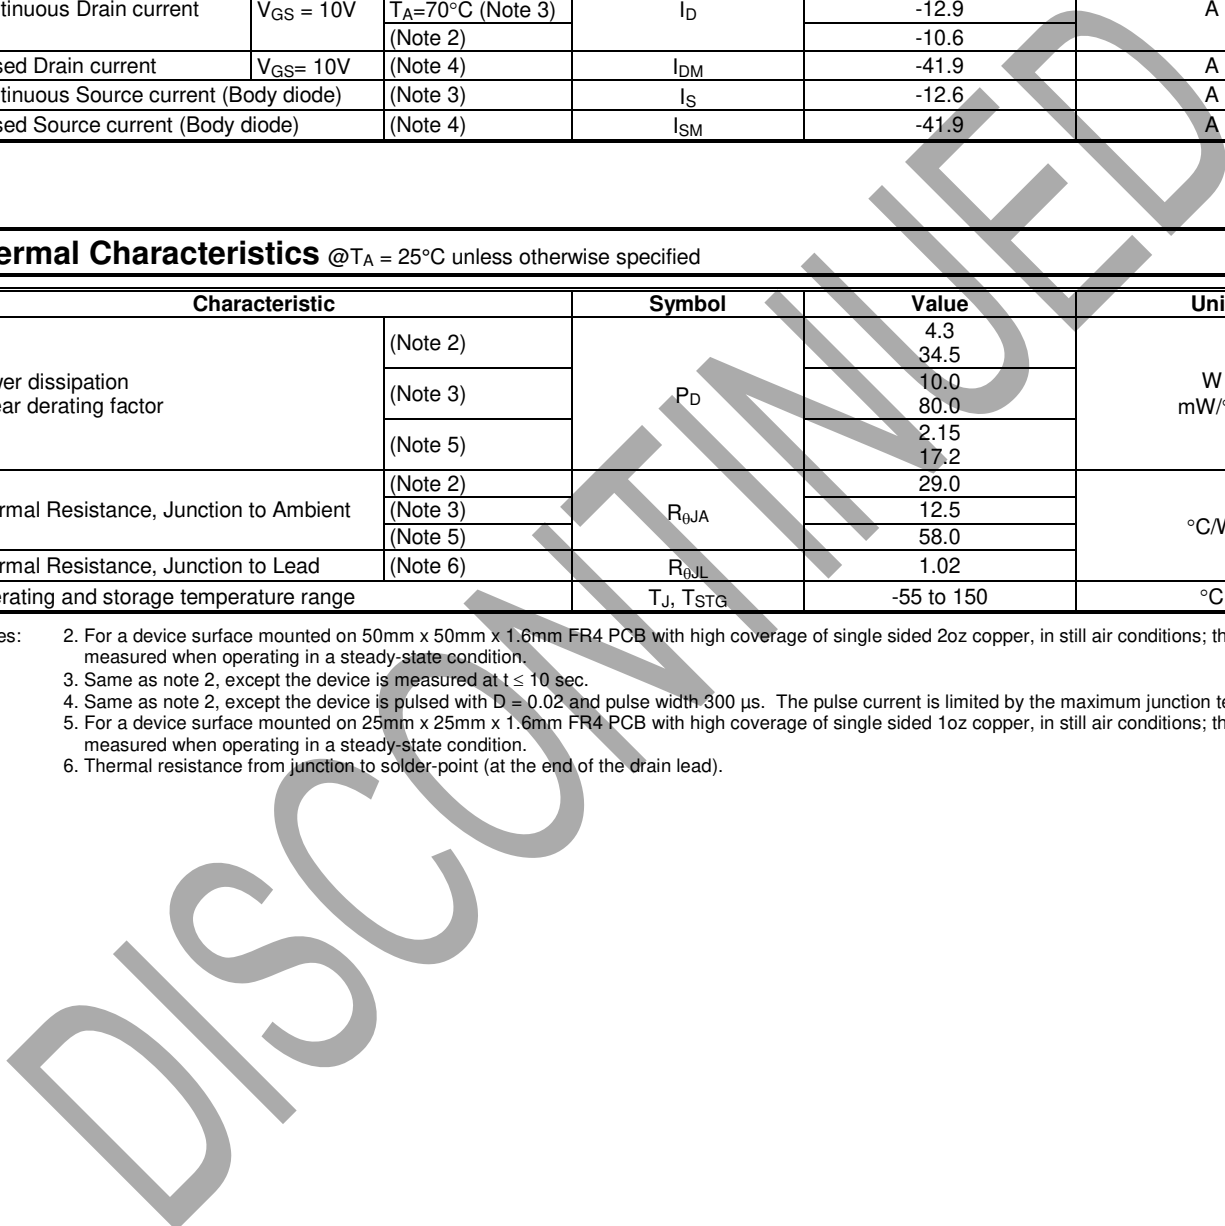 tinuous Drain current VGS = 10V TA=70°C (Note 3) ID -12.9 A
(Note 2) -10.6
sed Drain current VGS= 10V (Note 4) IDM -41.9 A
tinuous Source current (Body diode) (Note 3) IS -12.6 A
sed Source current (Body diode) (Note 4) ISM -41.9 A
ermal Characteristics @TA = 25°C unless otherwise specified
Characteristic Symbol Value Uni
(Note 2) 4.3
34.5
wer dissipation (Note 3) PD 10.0 W
ear derating factor 80.0 mW/°
(Note 5) 2.15
17.2
rmal Resistance, Junction to Ambient (Note 2) RθJA 29.0 °C/W
(Note 3) 12.5
(Note 5) 58.0
rmal Resistance, Junction to Lead (Note 6) RθJL 1.02
erating and storage temperature range TJ, TSTG -55 to 150 °C
es: 2. For a device surface mounted on 50mm x 50mm x 1.6mm FR4 PCB with high coverage of single sided 2oz copper, in still air conditions; th
measured when operating in a steady-state condition.
3. Same as note 2, except the device is measured at t ≤ 10 sec.
4. Same as note 2, except the device is pulsed with D = 0.02 and pulse width 300 µs. The pulse current is limited by the maximum junction te
5. For a device surface mounted on 25mm x 25mm x 1.6mm FR4 PCB with high coverage of single sided 1oz copper, in still air conditions; th
measured when operating in a steady-state condition.
6. Thermal resistance from junction to solder-point (at the end of the drain lead).
DISCONTINUED